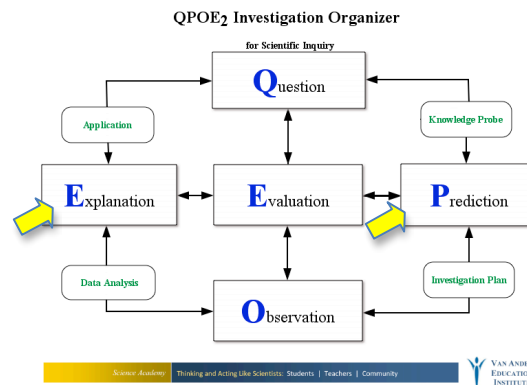 QPOE2 Investigation Organizer
for Scientific Inquiry
Question
Application
Knowledge Probe
Explanation
Evaluation
Prediction
Data Analysis
Investigation Plan
Observation
Science Academy Thinking and Acting Like Scientists: Students | Teachers | Community
VAN ANDE
EDUCATION
INSTITU